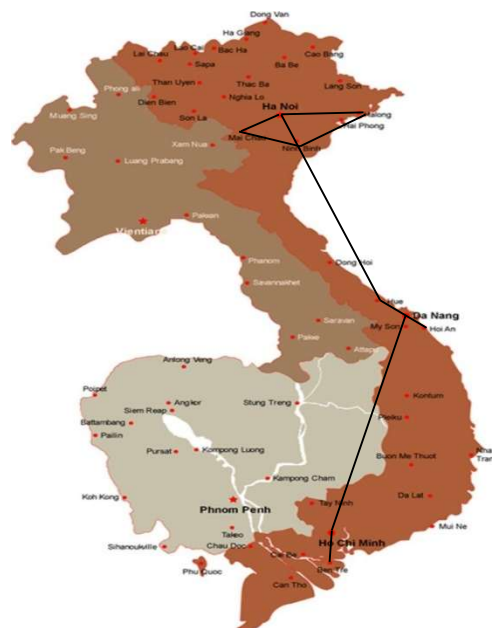 Dong Van
Ha Giang
Lao Cai
Bac Ha
Cao Bang
Lai Chau
Sapa
Ba Be
Than Uyen
Thac Ba
Lang Son
Phong sali
Dien Bien
Nghia Lo
Muang Sing
Son La
Ha Noi
Halong
Hai Phong
Mai Chau
Xam Nua
Ninh Binh
Pak Beng
Luang Prabang
Paksan
Vientiane
Phanom
Dong Hoi
Savannakhet
Hue
Da Nang
Saravan
My Son
Hoi An
Pakse
Attapeu
Anlong Veng
Poipet
Angkor
Stung Treng
Kontum
Siem Reap
Battambang
Pleiku
Pailin
Pursat
Kompong Luong
Nha
Tran
Buon Me Thuot
Kampong Cham
Koh Kong
Phnom Penh
Tay Ninh
Da Lat
Takeo
Mui Ne
Sihanoukville
Chau Doc
Ho Chi Minh
Cai Be
Ben Tre
Phu Quoc
Can Tho